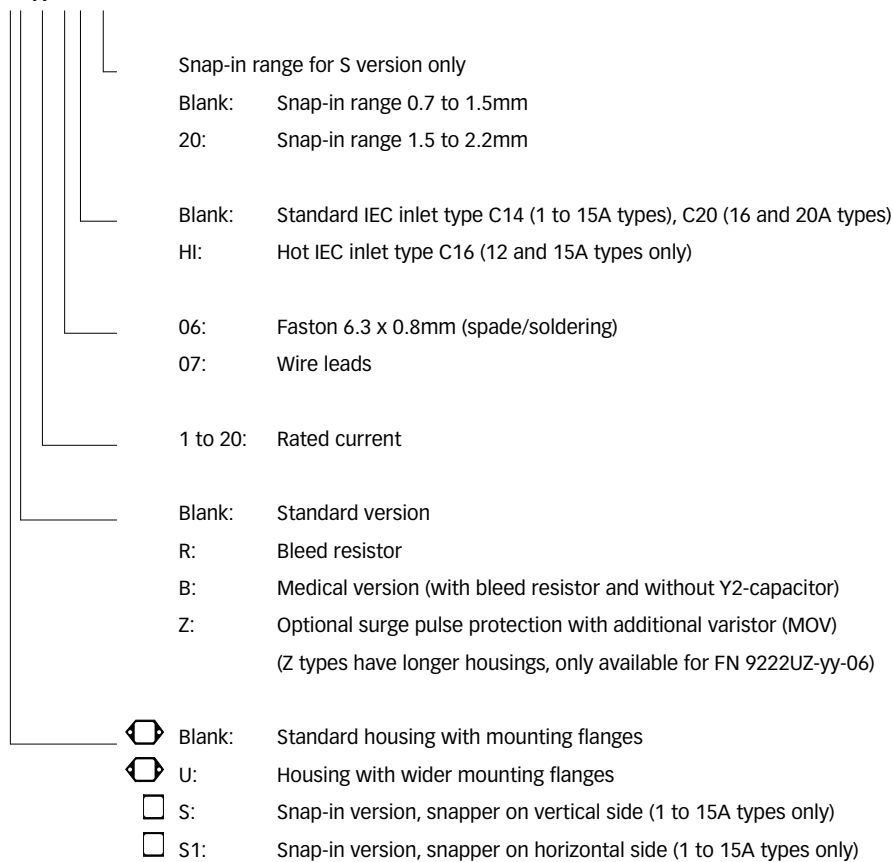 Snap-in range for S version only
Blank: Snap-in range 0.7 to 1.5mm
20: Snap-in range 1.5 to 2.2mm
Blank: Standard IEC inlet type C14 (1 to 15A types), C20 (16 and 20A types)
HI: Hot IEC inlet type C16 (12 and 15A types only)
06: Faston 6.3 x 0.8mm (spade/soldering)
07: Wire leads
1 to 20: Rated current
Blank: Standard version
R: Bleed resistor
B: Medical version (with bleed resistor and without Y2-capacitor)
Z: Optional surge pulse protection with additional varistor (MOV)
(Z types have longer housings, only available for FN 9222UZ-yy-06)
Blank: Standard housing with mounting flanges
U: Housing with wider mounting flanges
S: Snap-in version, snapper on vertical side (1 to 15A types only)
S1: Snap-in version, snapper on horizontal side (1 to 15A types only)